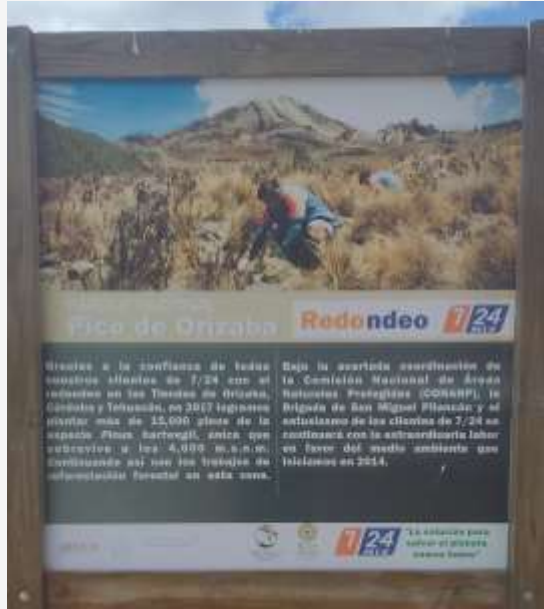 Pico de Orizaba
Redondeo 7/24
Gracias a la confianza de todos
nuestros clientes de 7/24 con el
redondeo en las Tiendas de Orizaba,
Córdoba y Tehuacán, en 2017 logramos
plantar más de 15,000 pinos de la
especie Pinus hartwegii, única que
sobrevive a los 4,000 m.s.n.m.
Continuando así con los trabajos de
reforestación forestal en esta zona.
Bajo la acertada coordinación de
la Comisión Nacional de Áreas
Naturales Protegidas (CONANP), la
Brigada de San Miguel Pilancón y el
entusiasmo de los clientes de 7/24 se
continuará con la extraordinaria labor
en favor del medio ambiente que
iniciamos en 2014.
7/24
"La solución para
salvar el planeta
somos todos"